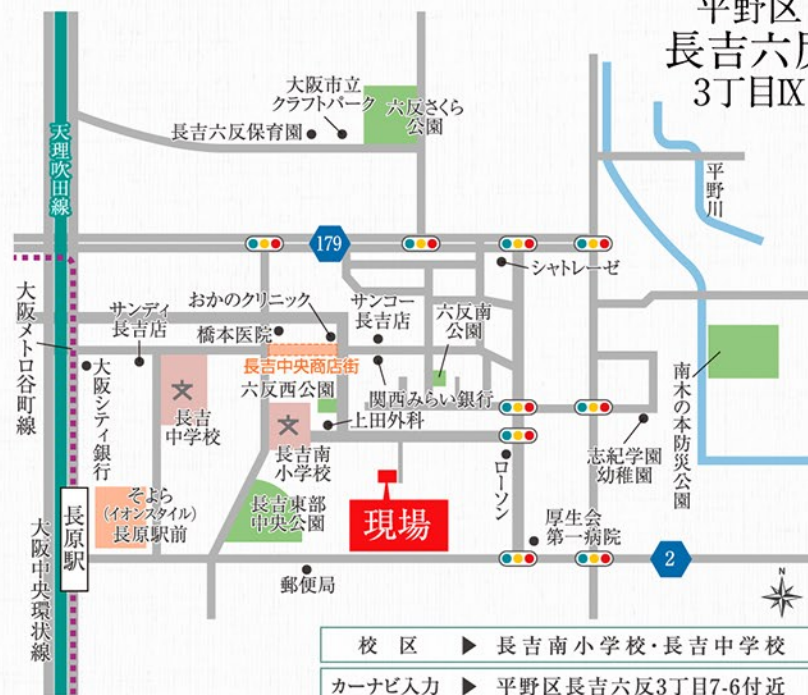 平野区
長吉六反
3丁目Ⅸ
大阪市立
クラフトパーク
六反さくら
公園
長吉六反保育園
天理吹田線
平野川
179
シャトレーゼ
大阪メトロ谷町線
サンディ
長吉店
おかのクリニック
橋本医院
サンコー
長吉店
六反南
公園
長吉中央商店街
六反西公園
関西みらい銀行
上田外科
大阪シティ銀行
長吉
中学校
長吉南
小学校
南木の本防災公園
志紀学園
幼稚園
ローソン
そよら
(イオンスタイル)
長原駅前
長吉東部
中央公園
現場
厚生会
第一病院
長原駅
大阪中央環状線
郵便局
2
N
校区 ▶ 長吉南小学校・長吉中学校
カーナビ入力 ▶ 平野区長吉六反3丁目7-6付近